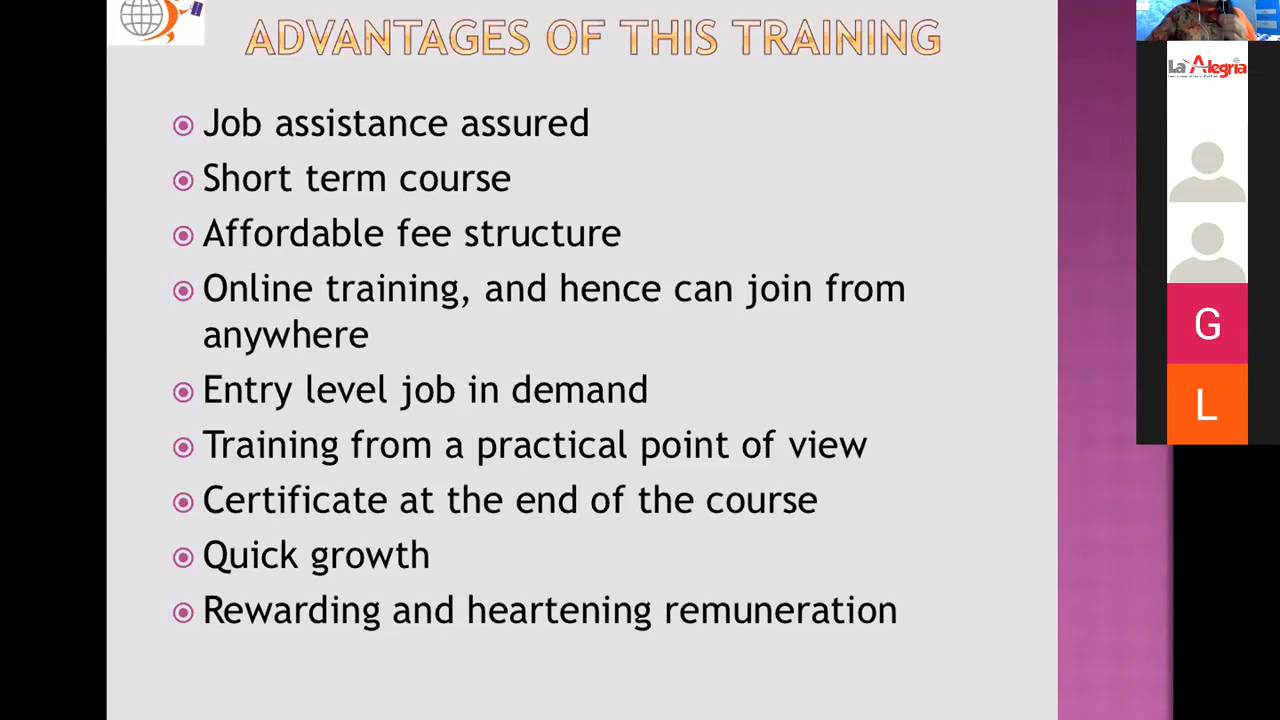 ADVANTAGES OF THIS TRAINING
Job assistance assured
Short term course
Affordable fee structure
Online training, and hence can join from
anywhere
Entry level job in demand
Training from a practical point of view
Certificate at the end of the course
Quick growth
Rewarding and heartening remuneration
La Alegria
G
L